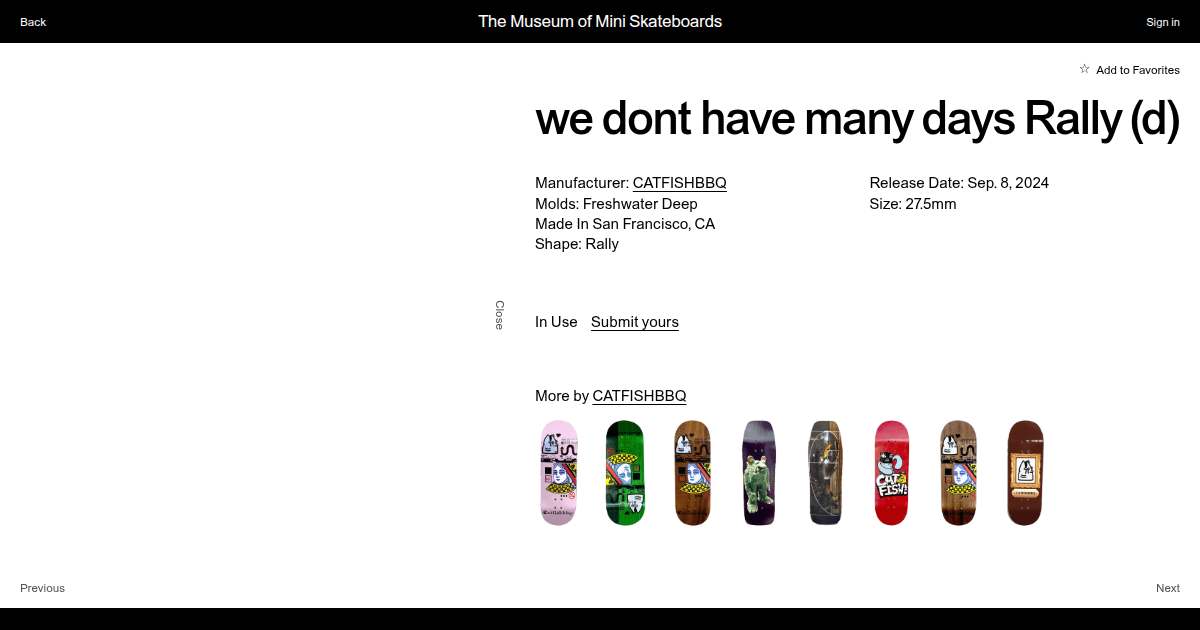 Back
The Museum of Mini Skateboards
Sign in
☆ Add to Favorites
we dont have many days Rally (d)
Manufacturer: CATFISHBBQ
Molds: Freshwater Deep
Made In San Francisco, CA
Shape: Rally
Release Date: Sep. 8, 2024
Size: 27.5mm
Close
In Use Submit yours
More by CATFISHBBQ
CAT
FISH
Previous
Next